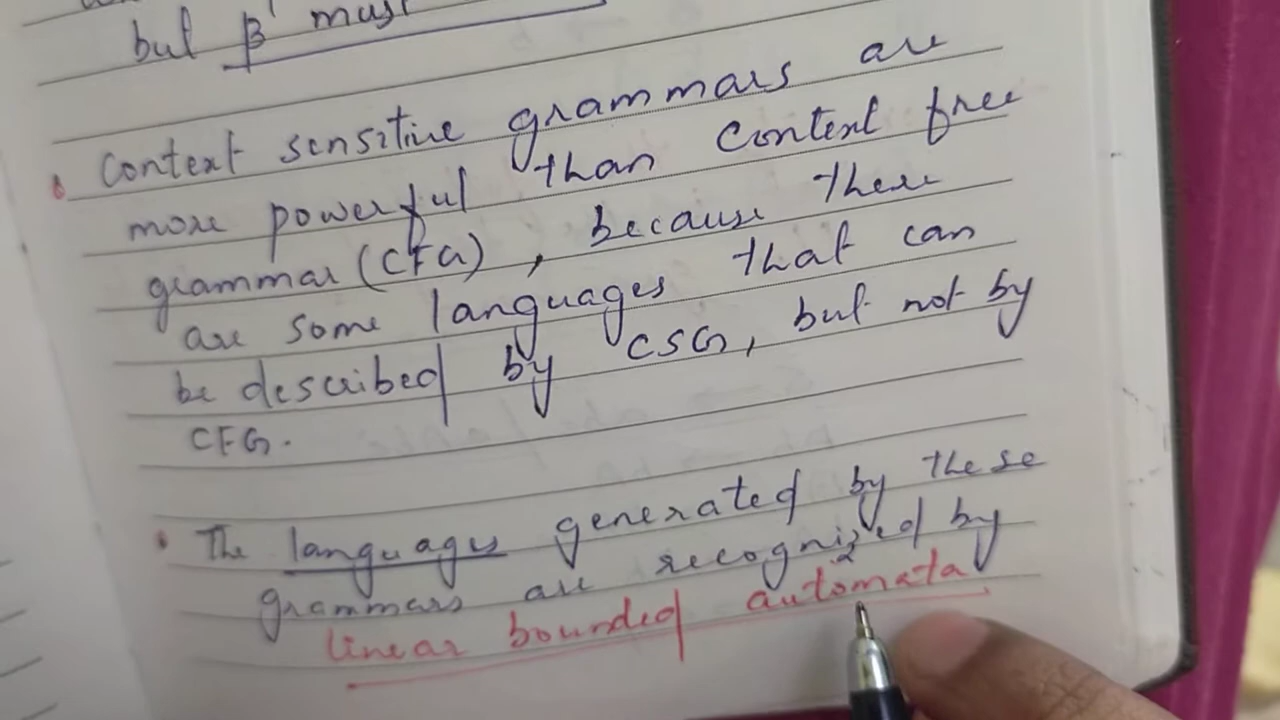 but β must
• Context sensitive grammars are
more powerful than Context free
grammar (CFG), because there
are some languages that can
be described by CSG, but not by
CFG.
• The languages generated by these
grammars are recognized by
linear bounded automata